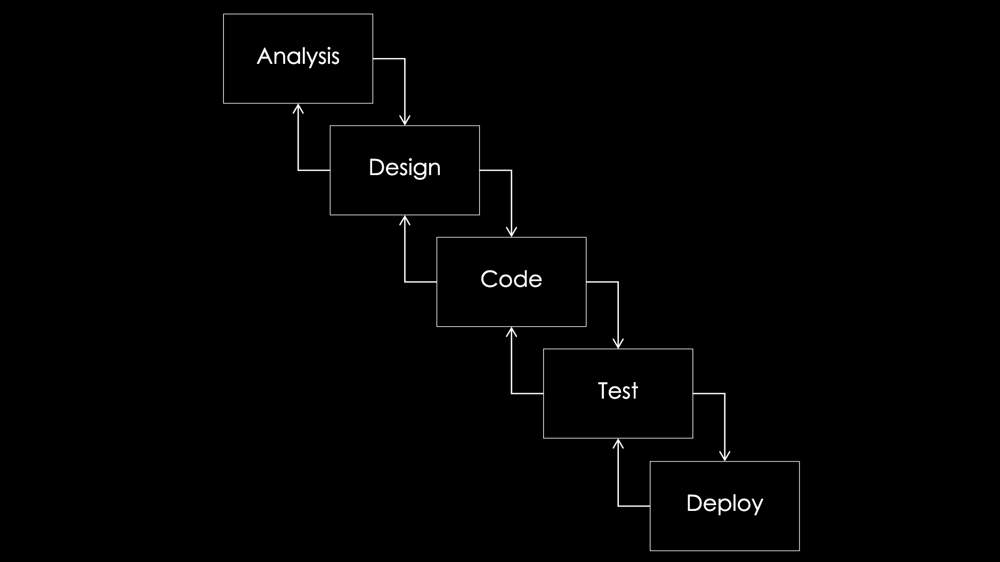 Analysis
Design
Code
Test
Deploy